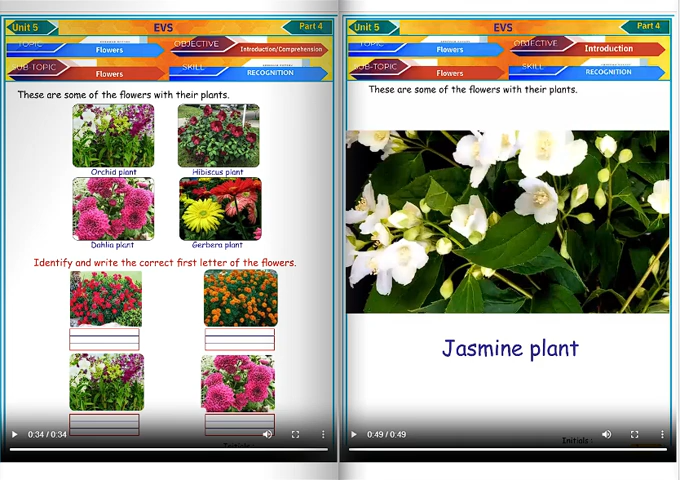 Unit 5
EVS
Part 4
TOPIC
Flowers
OBJECTIVE
Introduction/Comprehension
SUB-TOPIC
Flowers
SKILL
RECOGNITION
These are some of the flowers with their plants.
Orchid plant
Hibiscus plant
Dahlia plant
Gerbera plant
Identify and write the correct first letter of the flowers.
Initials :
0:34 / 0:34
Unit 5
EVS
Part 4
TOPIC
Flowers
OBJECTIVE
Introduction
SUB-TOPIC
Flowers
SKILL
RECOGNITION
These are some of the flowers with their plants.
Jasmine plant
0:49 / 0:49
Initials :